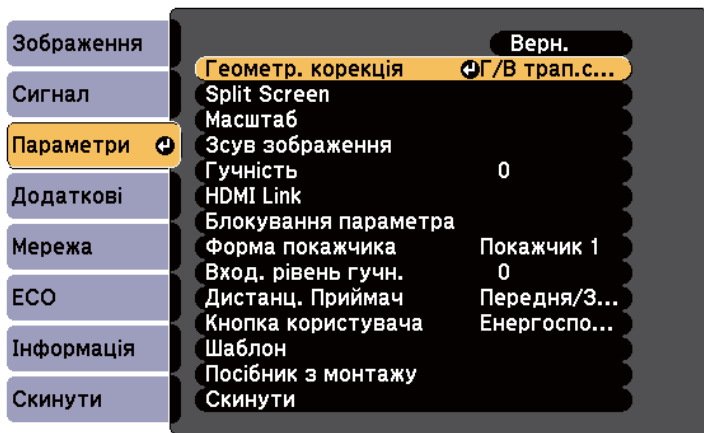 Зображення
Сигнал
Параметри
Додаткові
Мережа
ECO
Інформація
Скинути
Верн.
Геометр. корекція Г/В трап.с...
Split Screen
Масштаб
Зсув зображення
Гучність 0
HDMI Link
Блокування параметра
Форма покажчика Покажчик 1
Вход. рівень гучн. 0
Дистанц. Приймач Передня/З...
Кнопка користувача Енергоспо...
Шаблон
Посібник з монтажу
Скинути